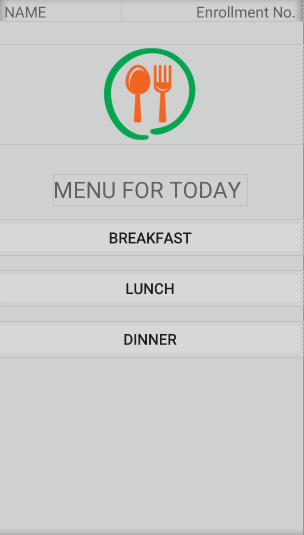 NAME Enrollment No.
MENU FOR TODAY
BREAKFAST
LUNCH
DINNER